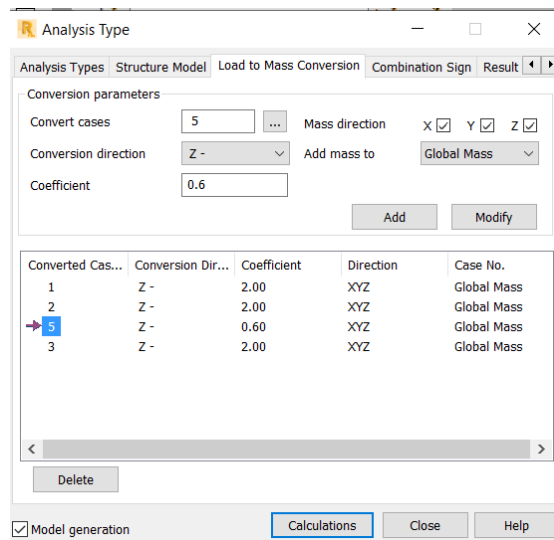 Analysis Type
Analysis Types Structure Model Load to Mass Conversion Combination Sign Result
Conversion parameters
Convert cases 5 ... Mass direction X Y Z
Conversion direction Z - Add mass to Global Mass
Coefficient 0.6
Add Modify
Converted Cas... Conversion Dir... Coefficient Direction Case No.
1 Z - 2.00 XYZ Global Mass
2 Z - 2.00 XYZ Global Mass
5 Z - 0.60 XYZ Global Mass
3 Z - 2.00 XYZ Global Mass
Delete
Model generation Calculations Close Help